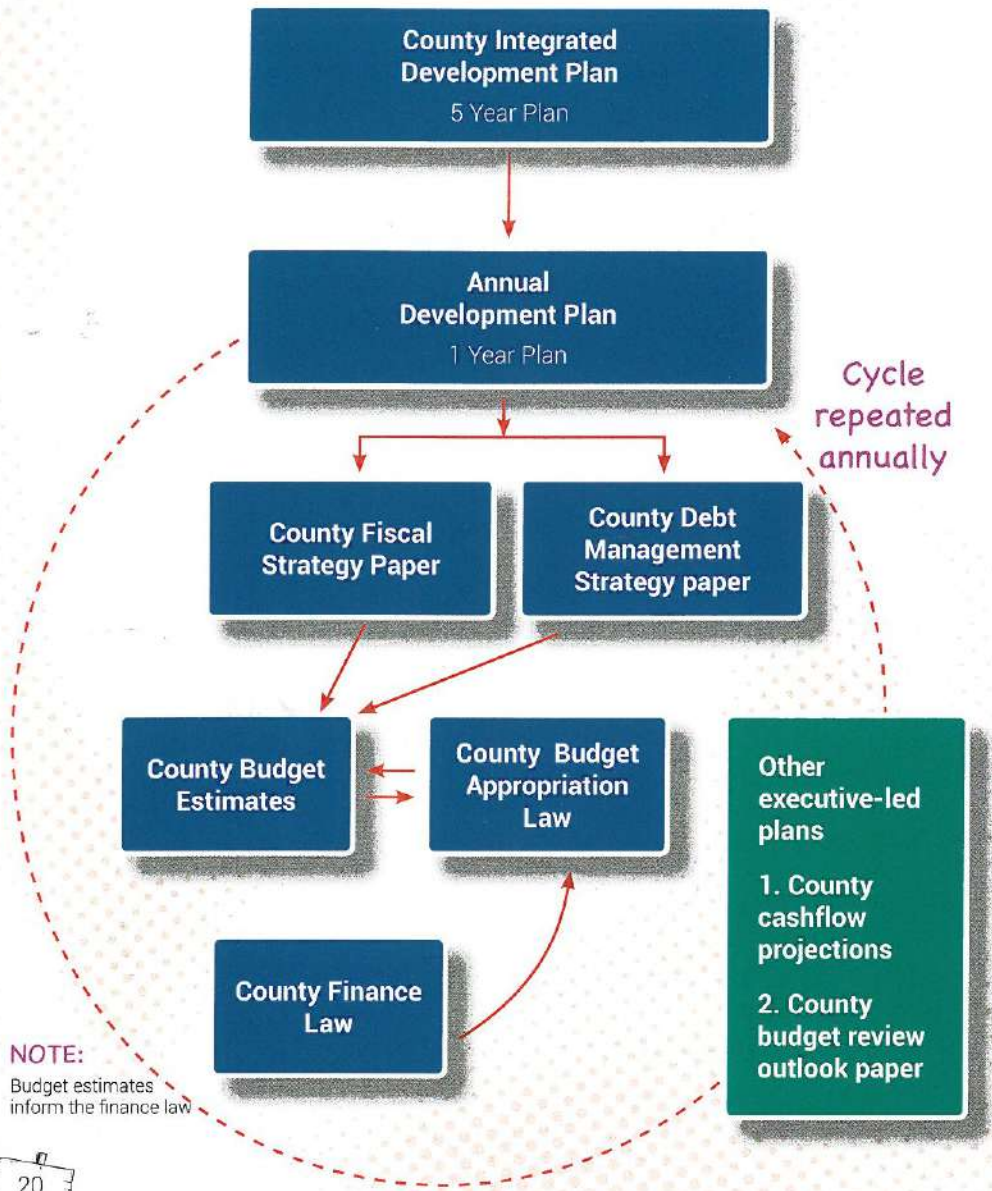 County Integrated
Development Plan
5 Year Plan
Annual
Development Plan
1 Year Plan
Cycle
repeated
annually
County Fiscal
Strategy Paper
County Debt
Management
Strategy paper
County Budget
Estimates
County Budget
Appropriation
Law
Other
executive-led
plans
1. County
cashflow
projections
2. County
budget review
outlook paper
County Finance
Law
NOTE:
Budget estimates
inform the finance law
20